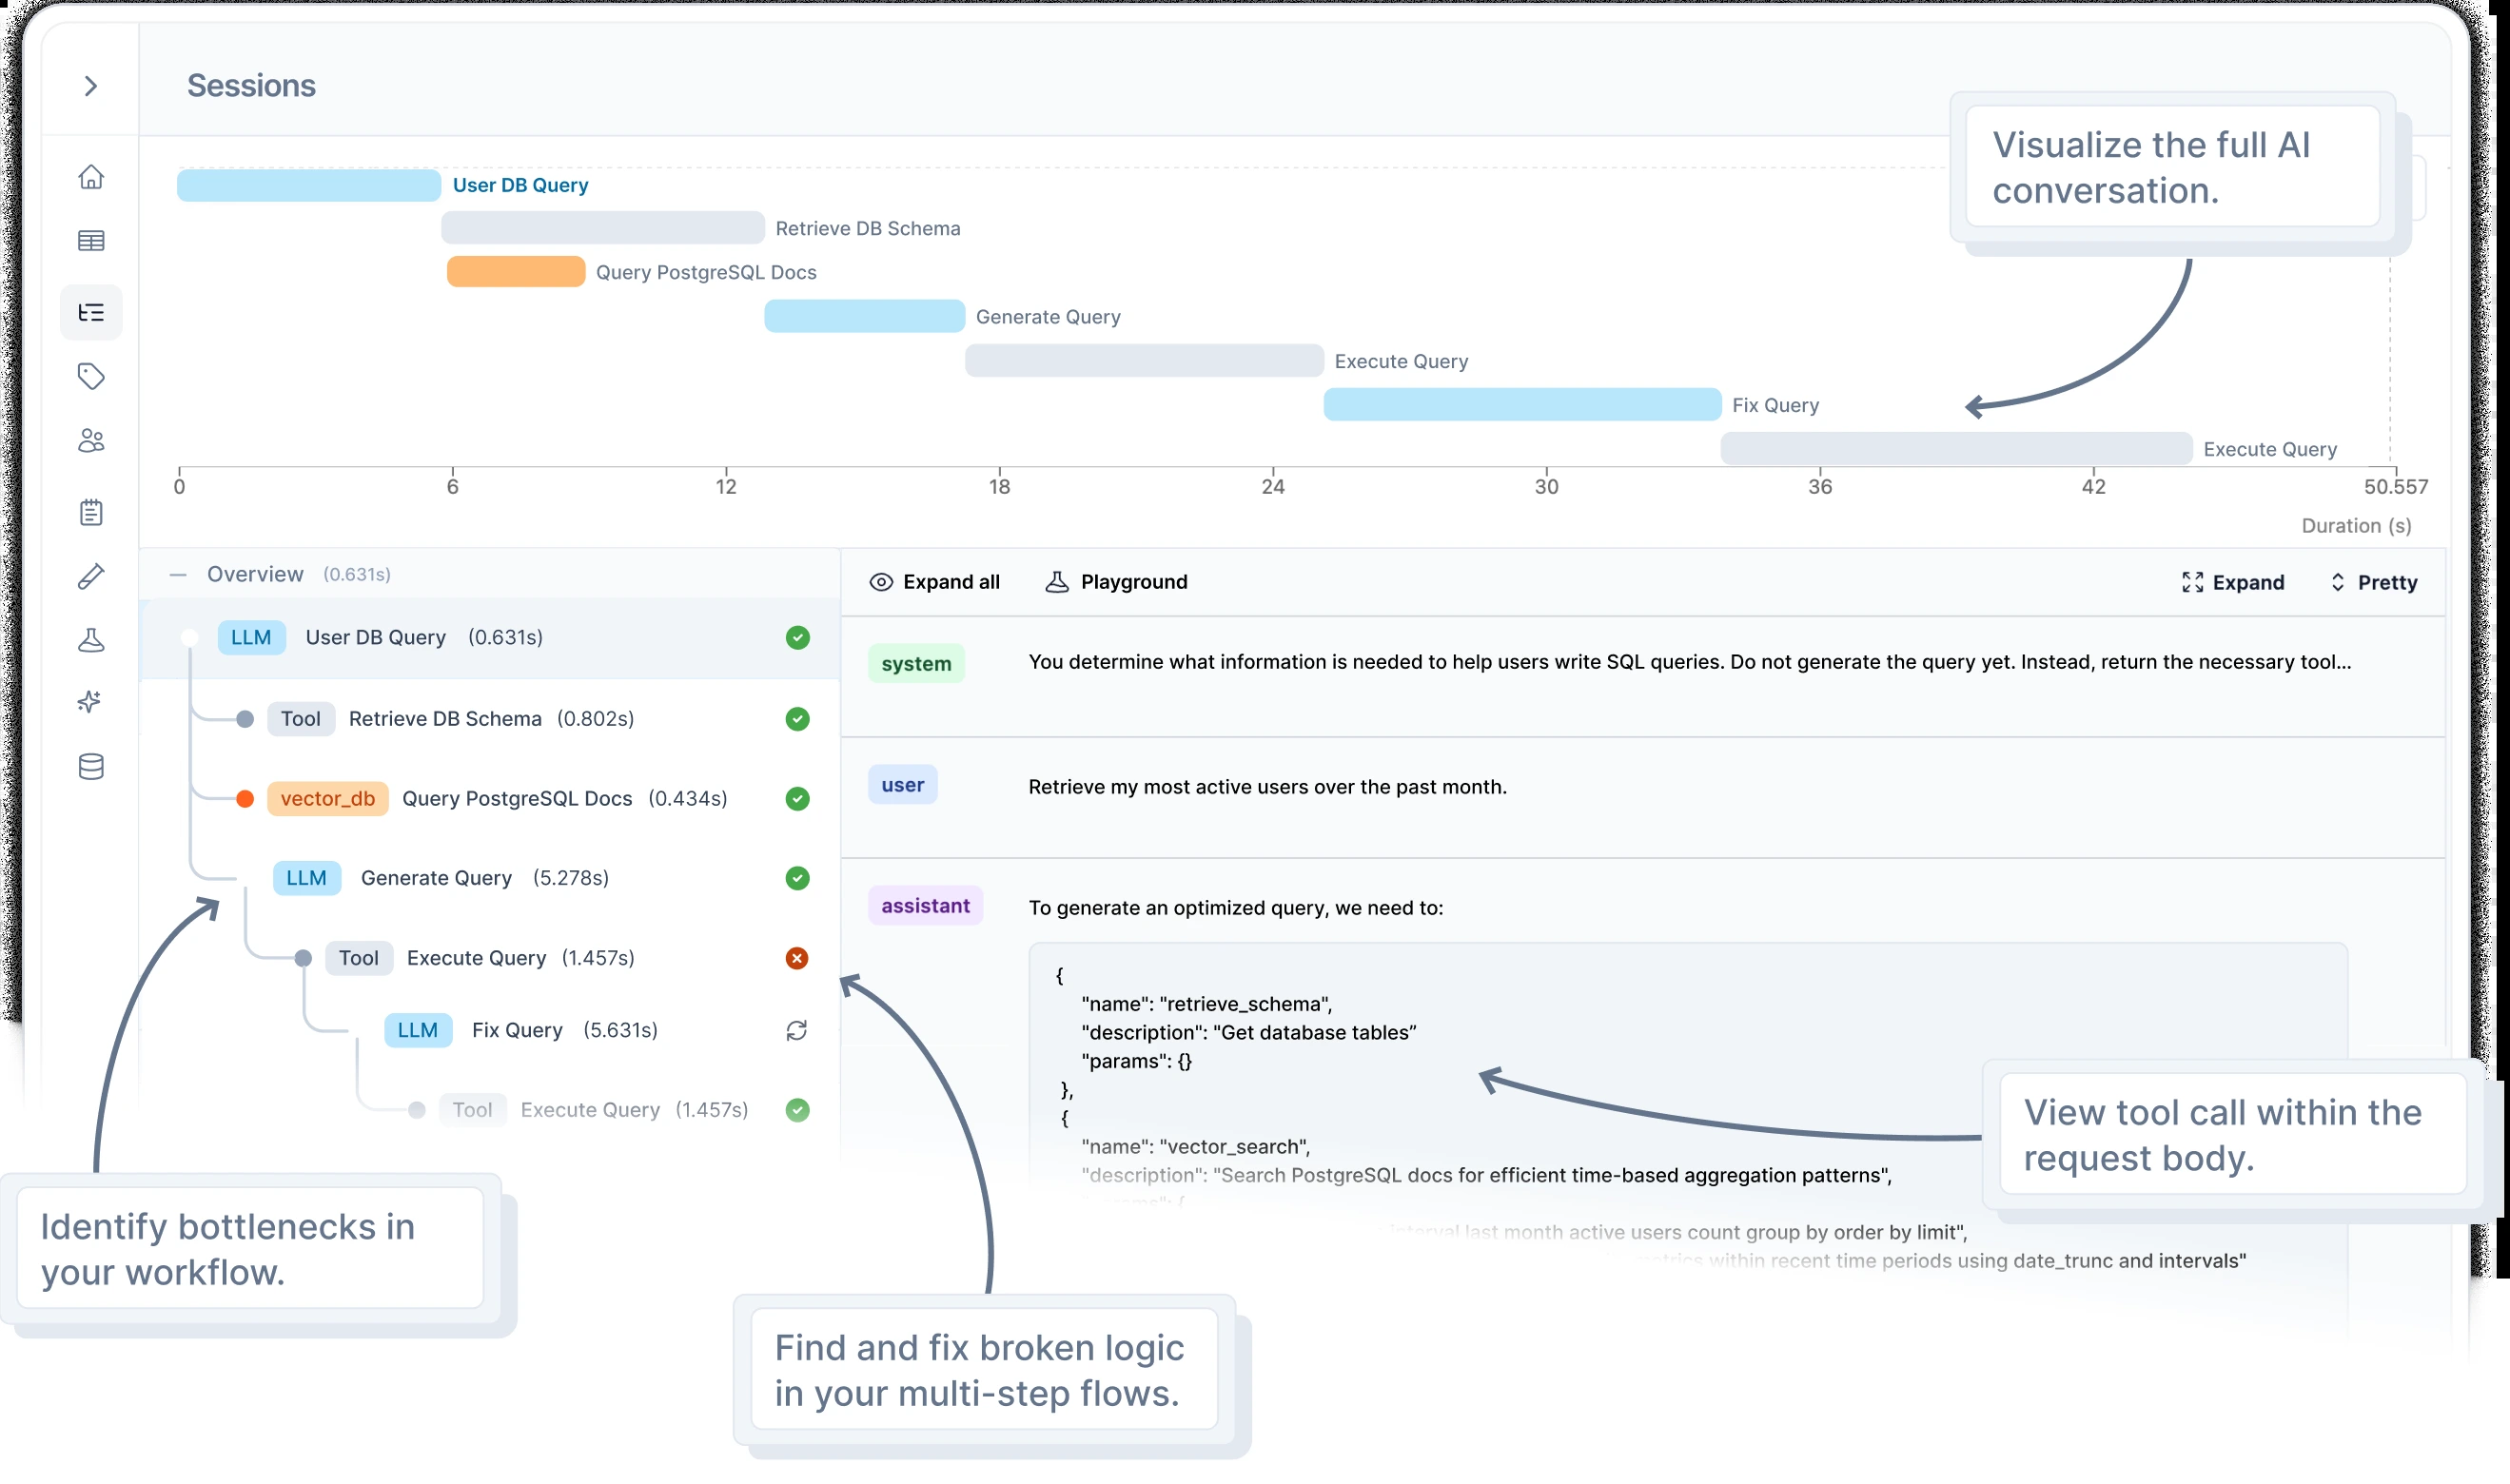 Sessions
Visualize the full AI
conversation.
User DB Query
Retrieve DB Schema
Query PostgreSQL Docs
Generate Query
Execute Query
Fix Query
Execute Query
0 6 12 18 24 30 36 42 50.557
Duration (s)
Overview (0.631s)
LLM User DB Query (0.631s)
Tool Retrieve DB Schema (0.802s)
vector_db Query PostgreSQL Docs (0.434s)
LLM Generate Query (5.278s)
Tool Execute Query (1.457s)
LLM Fix Query (5.631s)
Tool Execute Query (1.457s)
Expand all Playground Expand Pretty
system You determine what information is needed to help users write SQL queries. Do not generate the query yet. Instead, return the necessary tool...
user Retrieve my most active users over the past month.
assistant To generate an optimized query, we need to:
{
"name": "retrieve_schema",
"description": "Get database tables”
"params": {}
},
{
"name": "vector_search",
"description": "Search PostgreSQL docs for efficient time-based aggregation patterns",
"params": {
interval last month active users count group by order by limit",
metrics within recent time periods using date_trunc and intervals"
View tool call within the
request body.
Identify bottlenecks in
your workflow.
Find and fix broken logic
in your multi-step flows.